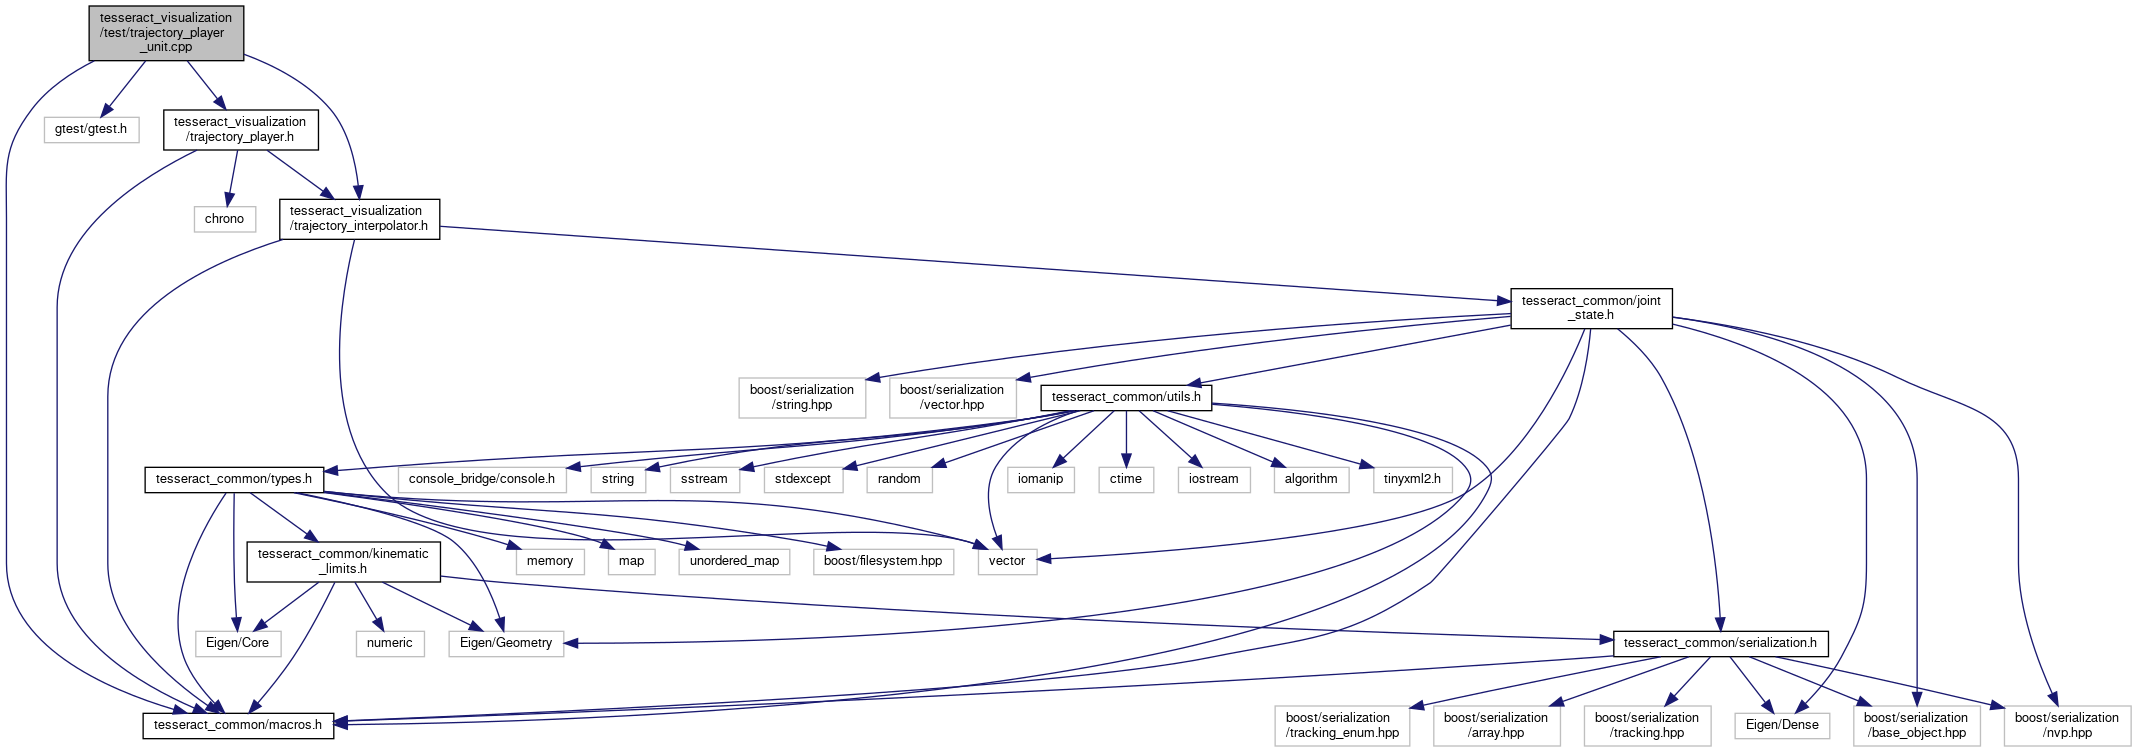 tesseract_visualization
/test/trajectory_player
_unit.cpp
gtest/gtest.h
tesseract_visualization
/trajectory_player.h
chrono
tesseract_visualization
/trajectory_interpolator.h
tesseract_common/joint
_state.h
boost/serialization
/string.hpp
boost/serialization
/vector.hpp
tesseract_common/utils.h
tesseract_common/types.h
console_bridge/console.h
string
sstream
stdexcept
random
iomanip
ctime
iostream
algorithm
tinyxml2.h
tesseract_common/kinematic
_limits.h
memory
map
unordered_map
boost/filesystem.hpp
vector
Eigen/Core
numeric
Eigen/Geometry
tesseract_common/serialization.h
tesseract_common/macros.h
boost/serialization
/tracking_enum.hpp
boost/serialization
/array.hpp
boost/serialization
/tracking.hpp
Eigen/Dense
boost/serialization
/base_object.hpp
boost/serialization
/nvp.hpp